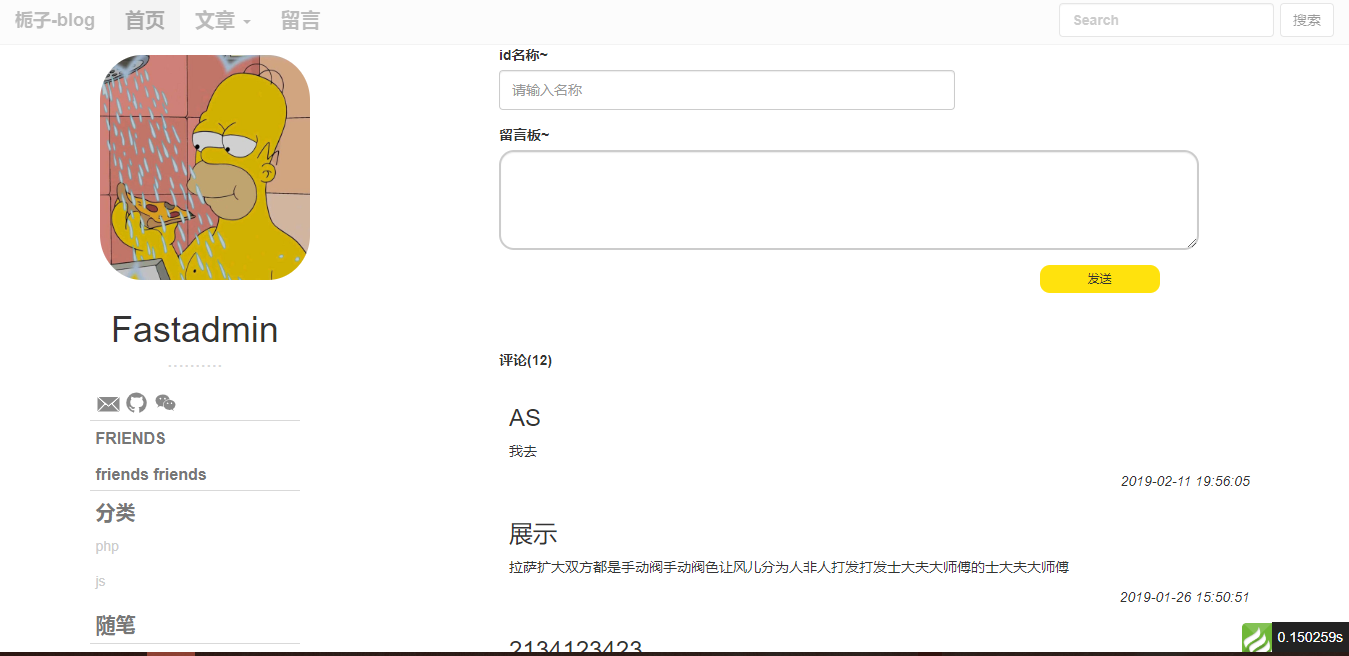 栀子-blog 首页 文章 留言 Search 搜索
id名称~
请输入名称
留言板~
发送
Fastadmin
FRIENDS
friends friends
分类
php
js
随笔
评论(12)
AS
我去
2019-02-11 19:56:05
展示
拉萨扩大双方都是手动阀手动阀色让风儿分为人非人打发打发士大夫大师傅的士大夫大师傅
2019-01-26 15:50:51
2134123423
0.150259s